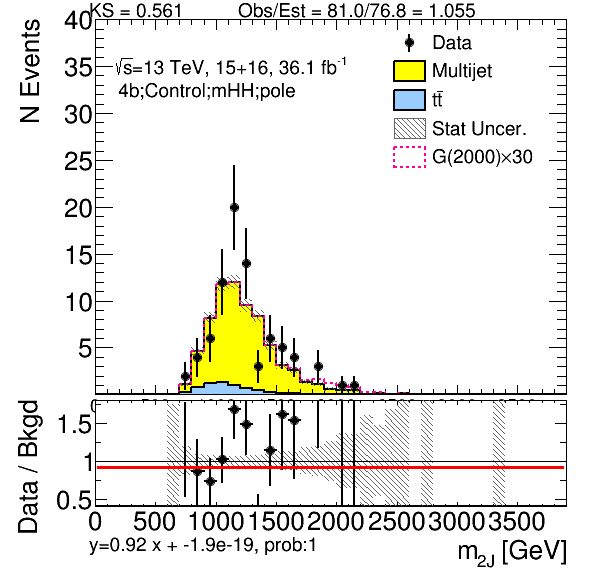 KS = 0.561 Obs/Est = 81.0/76.8 = 1.055
N Events
40
35
30
25
20
15
10
5
√s=13 TeV, 15+16, 36.1 fb⁻¹
4b;Control;mHH;pole
Data
Multijet
tt̄
Stat Uncer.
G(2000)×30
Data / Bkgd
1.5
1
0.5
0 500 1000 1500 2000 2500 3000 3500
y=0.92 x + -1.9e-19, prob:1
m2J [GeV]